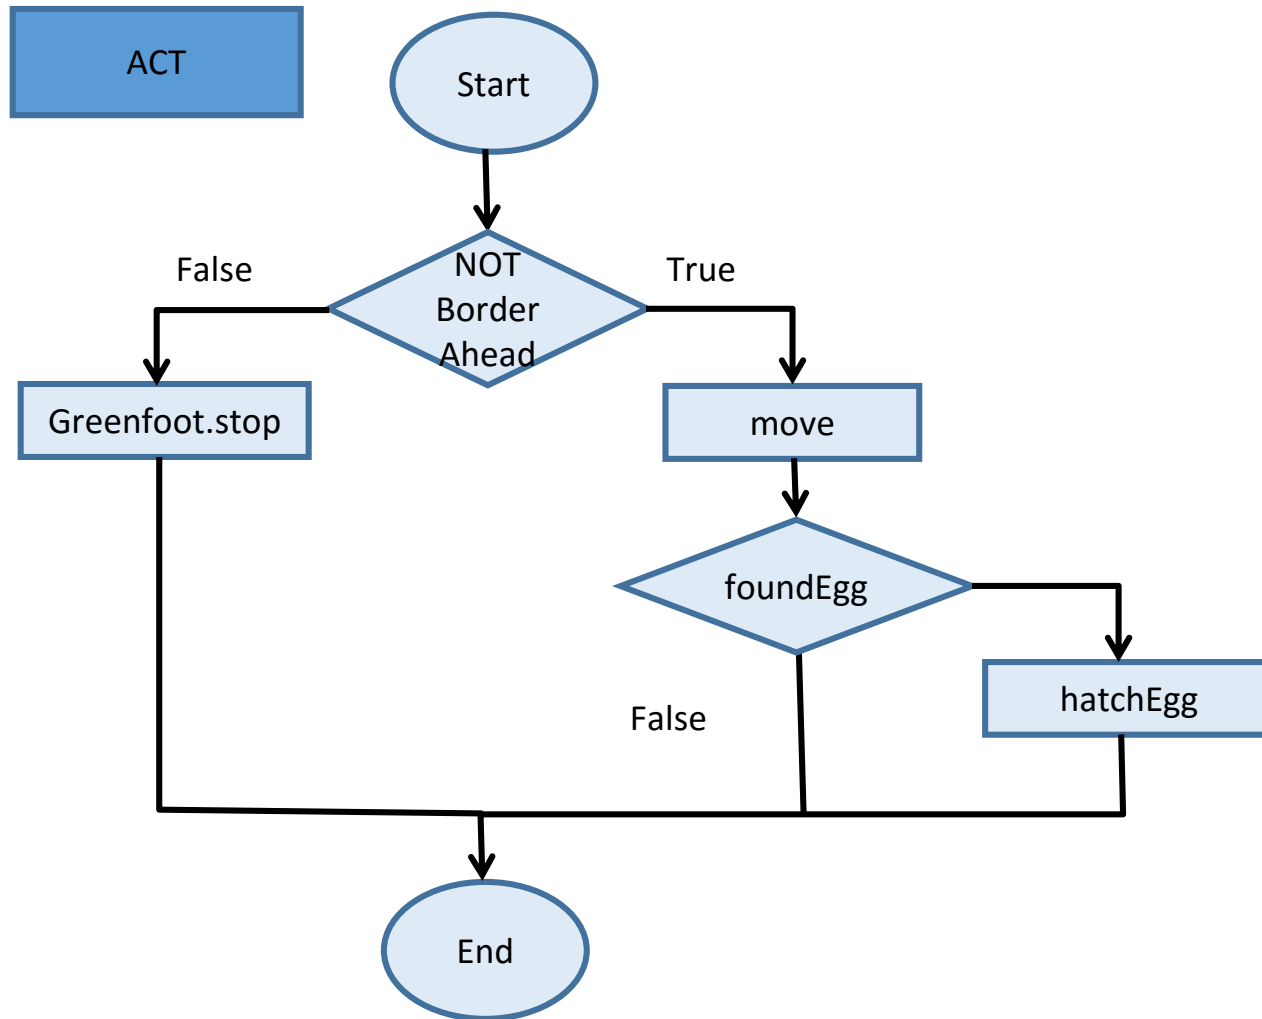 ACT
Start
False
True
NOT
Border
Ahead
Greenfoot.stop
move
foundEgg
hatchEgg
False
End